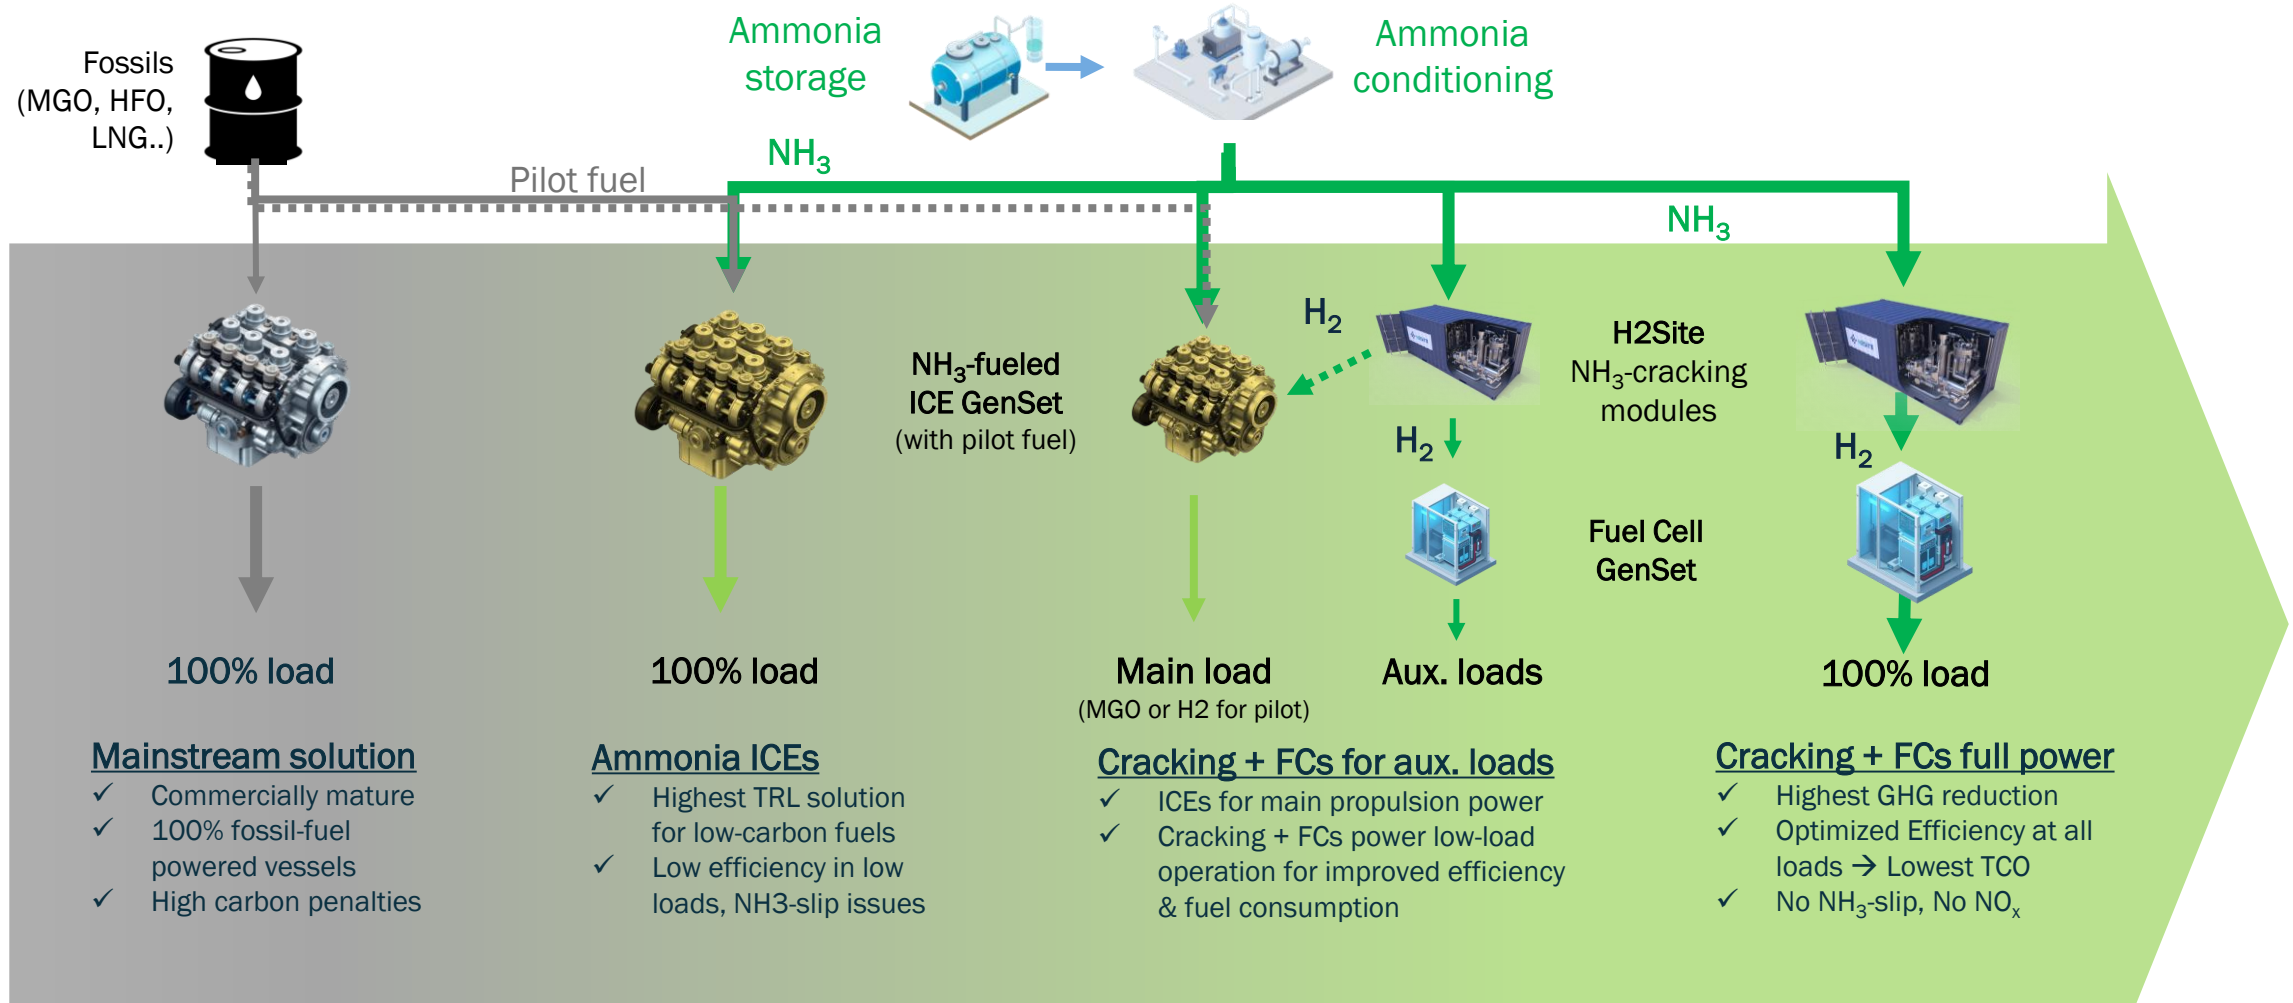 Fossils
(MGO, HFO,
LNG..)
Ammonia
storage
Ammonia
conditioning
Pilot fuel
NH₃
NH₃
NH₃-fueled
ICE GenSet
(with pilot fuel)
H₂
H₂
H2Site
NH₃-cracking
modules
H₂
Fuel Cell
GenSet
100% load
100% load
Main load
(MGO or H2 for pilot)
Aux. loads
100% load
Mainstream solution
✓ Commercially mature
✓ 100% fossil-fuel
powered vessels
✓ High carbon penalties
Ammonia ICEs
✓ Highest TRL solution
for low-carbon fuels
✓ Low efficiency in low
loads, NH3-slip issues
Cracking + FCs for aux. loads
✓ ICEs for main propulsion power
✓ Cracking + FCs power low-load
operation for improved efficiency
& fuel consumption
Cracking + FCs full power
✓ Highest GHG reduction
✓ Optimized Efficiency at all
loads → Lowest TCO
✓ No NH₃-slip, No NOₓ